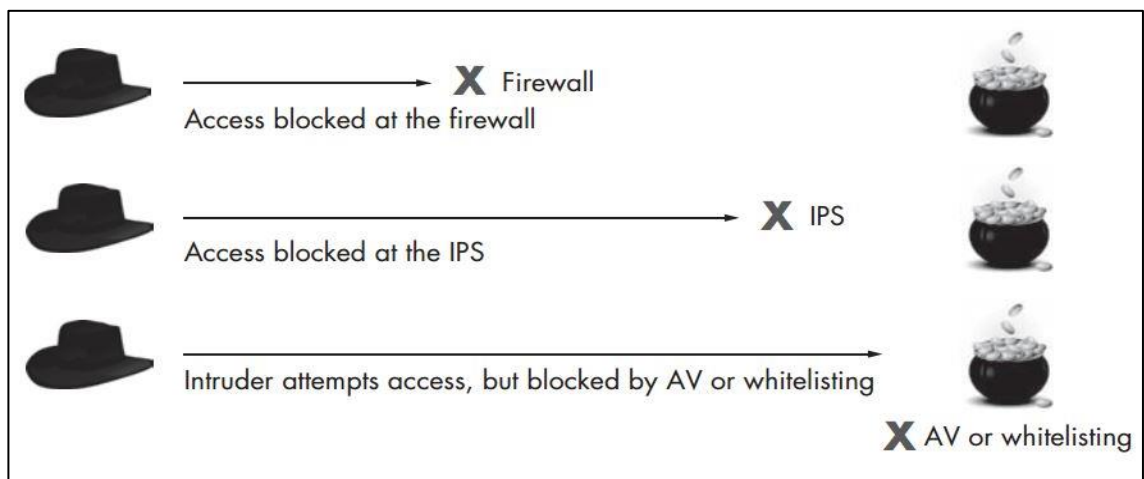 X Firewall
Access blocked at the firewall
X IPS
Access blocked at the IPS
Intruder attempts access, but blocked by AV or whitelisting
X AV or whitelisting